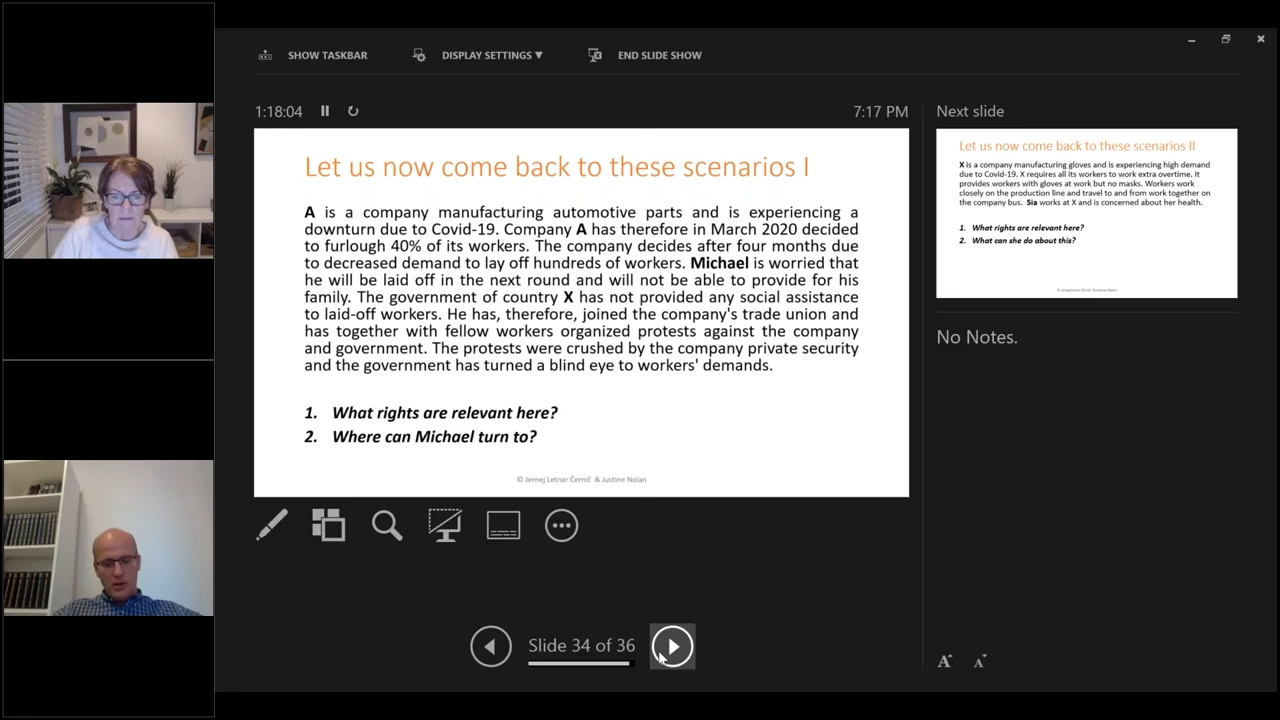 SHOW TASKBAR
DISPLAY SETTINGS ▼
END SLIDE SHOW
1:18:04
7:17 PM
Let us now come back to these scenarios I
A is a company manufacturing automotive parts and is experiencing a
downturn due to Covid-19. Company A has therefore in March 2020 decided
to furlough 40% of its workers. The company decides after four months due
to decreased demand to lay off hundreds of workers. Michael is worried that
he will be laid off in the next round and will not be able to provide for his
family. The government of country X has not provided any social assistance
to laid-off workers. He has, therefore, joined the company's trade union and
has together with fellow workers organized protests against the company
and government. The protests were crushed by the company private security
and the government has turned a blind eye to workers' demands.
1. What rights are relevant here?
2. Where can Michael turn to?
© Jernej Letnar Černič & Justine Nolan
Next slide
Let us now come back to these scenarios II
X is a company manufacturing gloves and is experiencing high demand
due to Covid-19. X requires all its workers to work extra overtime. It
provides workers with gloves at work but no masks. Workers work
closely on the production line and travel to and from work together on
the company bus. Sia works at X and is concerned about her health.
1. What rights are relevant here?
2. What can she do about this?
© Jernej Letnar Černič & Justine Nolan
No Notes.
Slide 34 of 36
A A